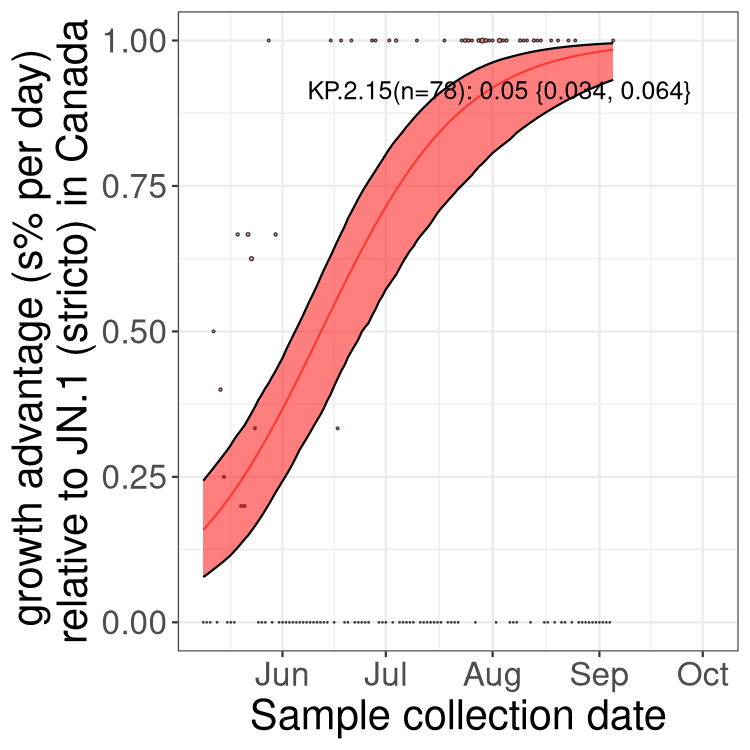 growth advantage (s% per day)
relative to JN.1 (stricto) in Canada
1.00
0.75
0.50
0.25
0.00
KP.2.15(n=78): 0.05 {0.034, 0.064}
Jun Jul Aug Sep Oct
Sample collection date